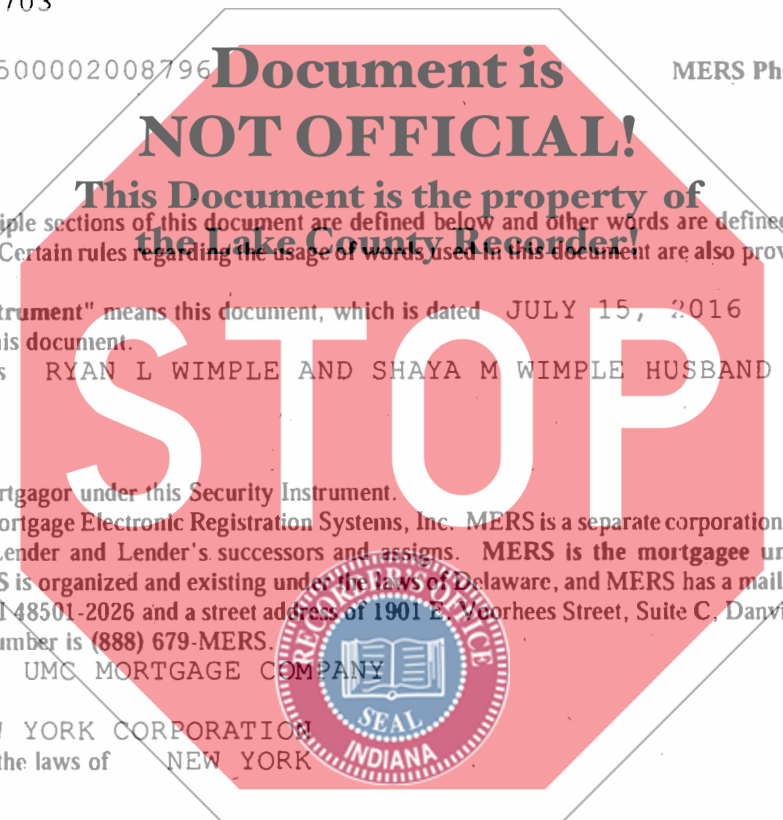 703
500002008796
MERS Ph
Document is
NOT OFFICIAL!
This Document is the property of
the Lake County Recorder!
iple sections of this document are defined below and other words are define
Certain rules regarding the usage of words used in this document are also prov
trument" means this document, which is dated JULY 15, 2016
is document.
s RYAN L WIMPLE AND SHAYA M WIMPLE HUSBAND
STOP
rtgagor under this Security Instrument.
ortgage Electronic Registration Systems, Inc. MERS is a separate corporation
Lender and Lender's successors and assigns. MERS is the mortgagee un
S is organized and existing under the laws of Delaware, and MERS has a mail
I 48501-2026 and a street address of 1901 E. Voorhees Street, Suite C, Danvi
umber is (888) 679-MERS.
UMC MORTGAGE COMPANY
YORK CORPORATION
the laws of NEW YORK
RECORDER'S OFFICE
SEAL
INDIANA